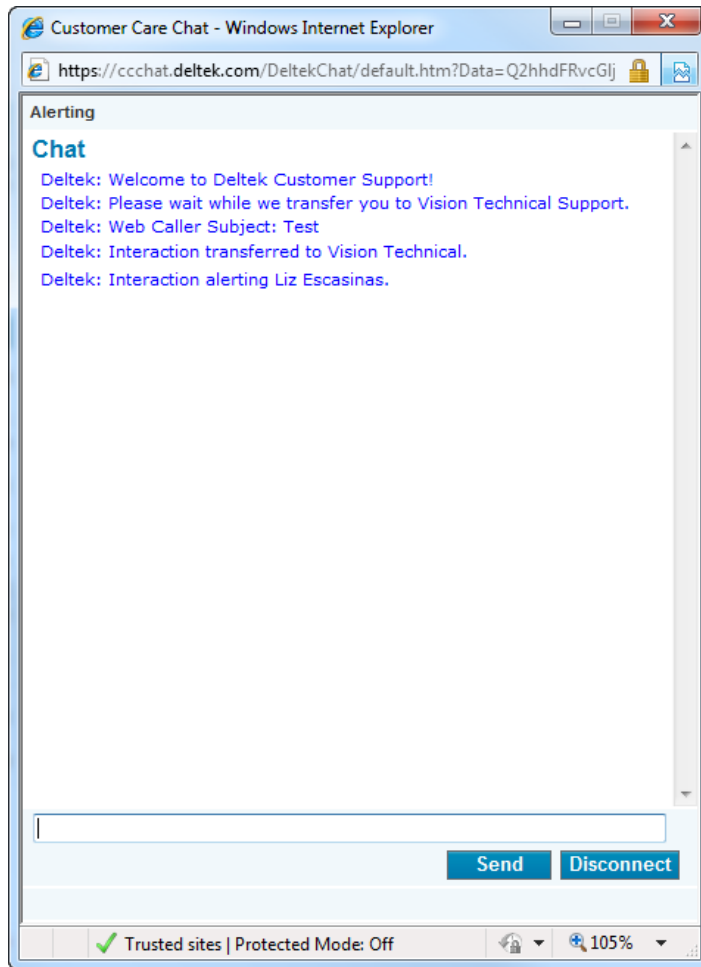 Customer Care Chat - Windows Internet Explorer
https://ccchat.deltek.com/DeltekChat/default.htm?Data=Q2hhdFRvcGlj
Alerting
Chat
Deltek: Welcome to Deltek Customer Support!
Deltek: Please wait while we transfer you to Vision Technical Support.
Deltek: Web Caller Subject: Test
Deltek: Interaction transferred to Vision Technical.
Deltek: Interaction alerting Liz Escasinas.
Send Disconnect
Trusted sites | Protected Mode: Off 105%